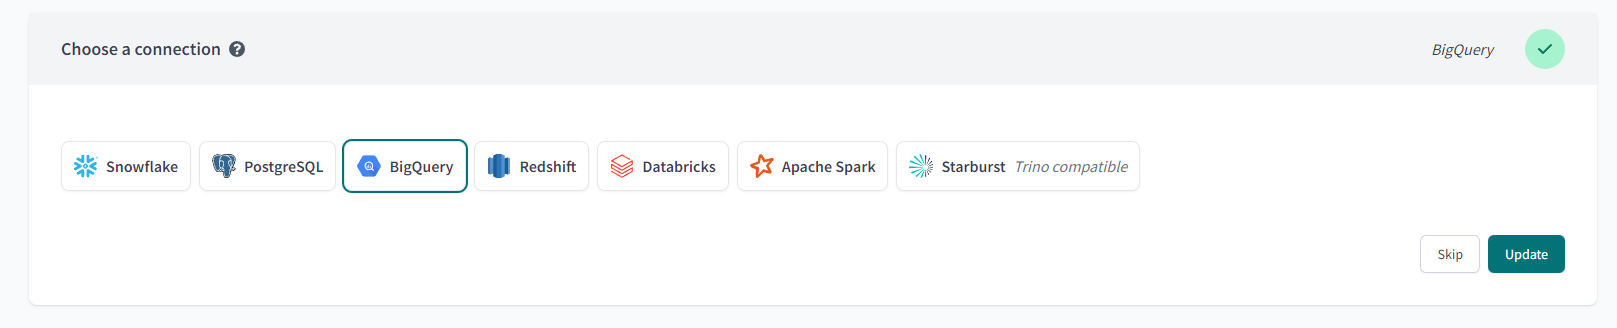 Choose a connection ?
BigQuery
Snowflake PostgreSQL BigQuery Redshift Databricks Apache Spark Starburst Trino compatible
Skip Update